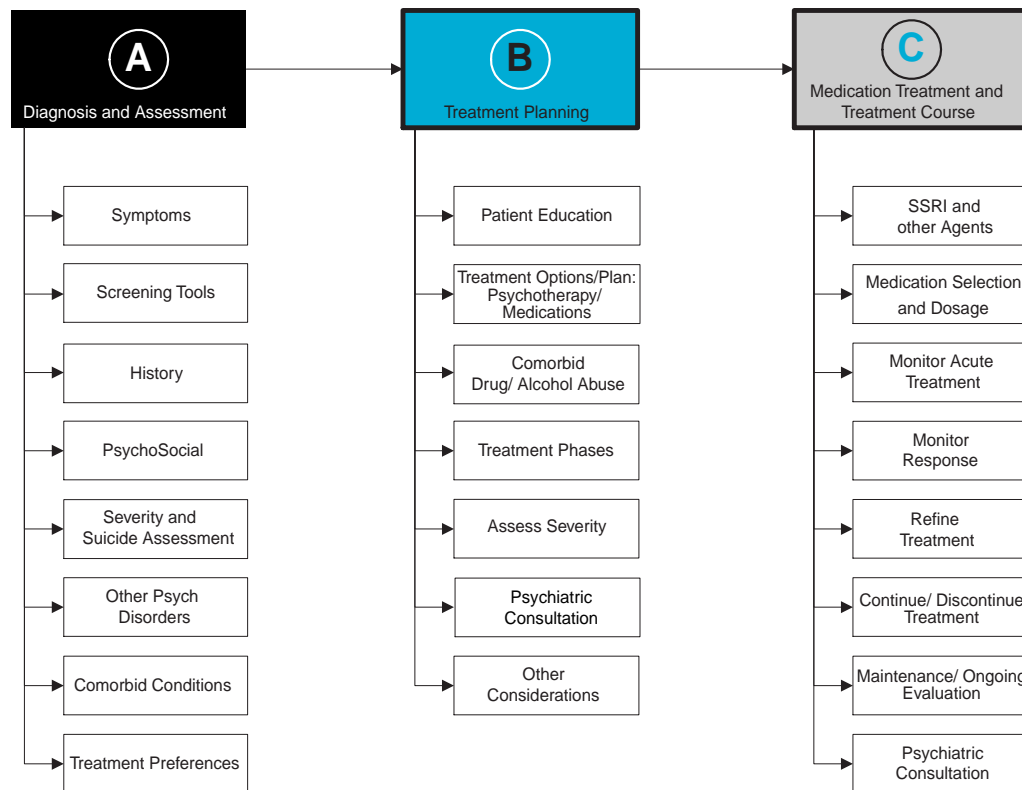 A
Diagnosis and Assessment
Symptoms
Screening Tools
History
PsychoSocial
Severity and
Suicide Assessment
Other Psych
Disorders
Comorbid Conditions
Treatment Preferences
B
Treatment Planning
Patient Education
Treatment Options/Plan:
Psychotherapy/
Medications
Comorbid
Drug/ Alcohol Abuse
Treatment Phases
Assess Severity
Psychiatric
Consultation
Other
Considerations
C
Medication Treatment and
Treatment Course
SSRI and
other Agents
Medication Selection
and Dosage
Monitor Acute
Treatment
Monitor
Response
Refine
Treatment
Continue/ Discontinue
Treatment
Maintenance/ Ongoing
Evaluation
Psychiatric
Consultation